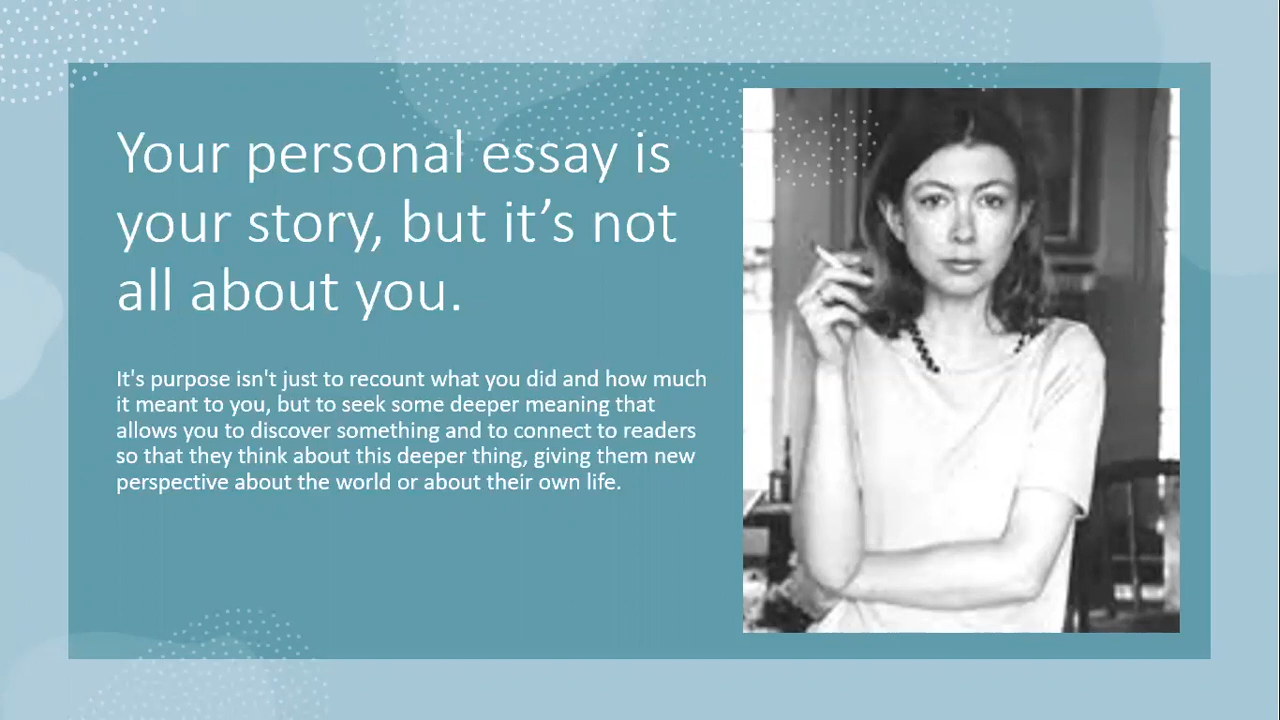 Your personal essay is
your story, but it’s not
all about you.
It's purpose isn't just to recount what you did and how much
it meant to you, but to seek some deeper meaning that
allows you to discover something and to connect to readers
so that they think about this deeper thing, giving them new
perspective about the world or about their own life.